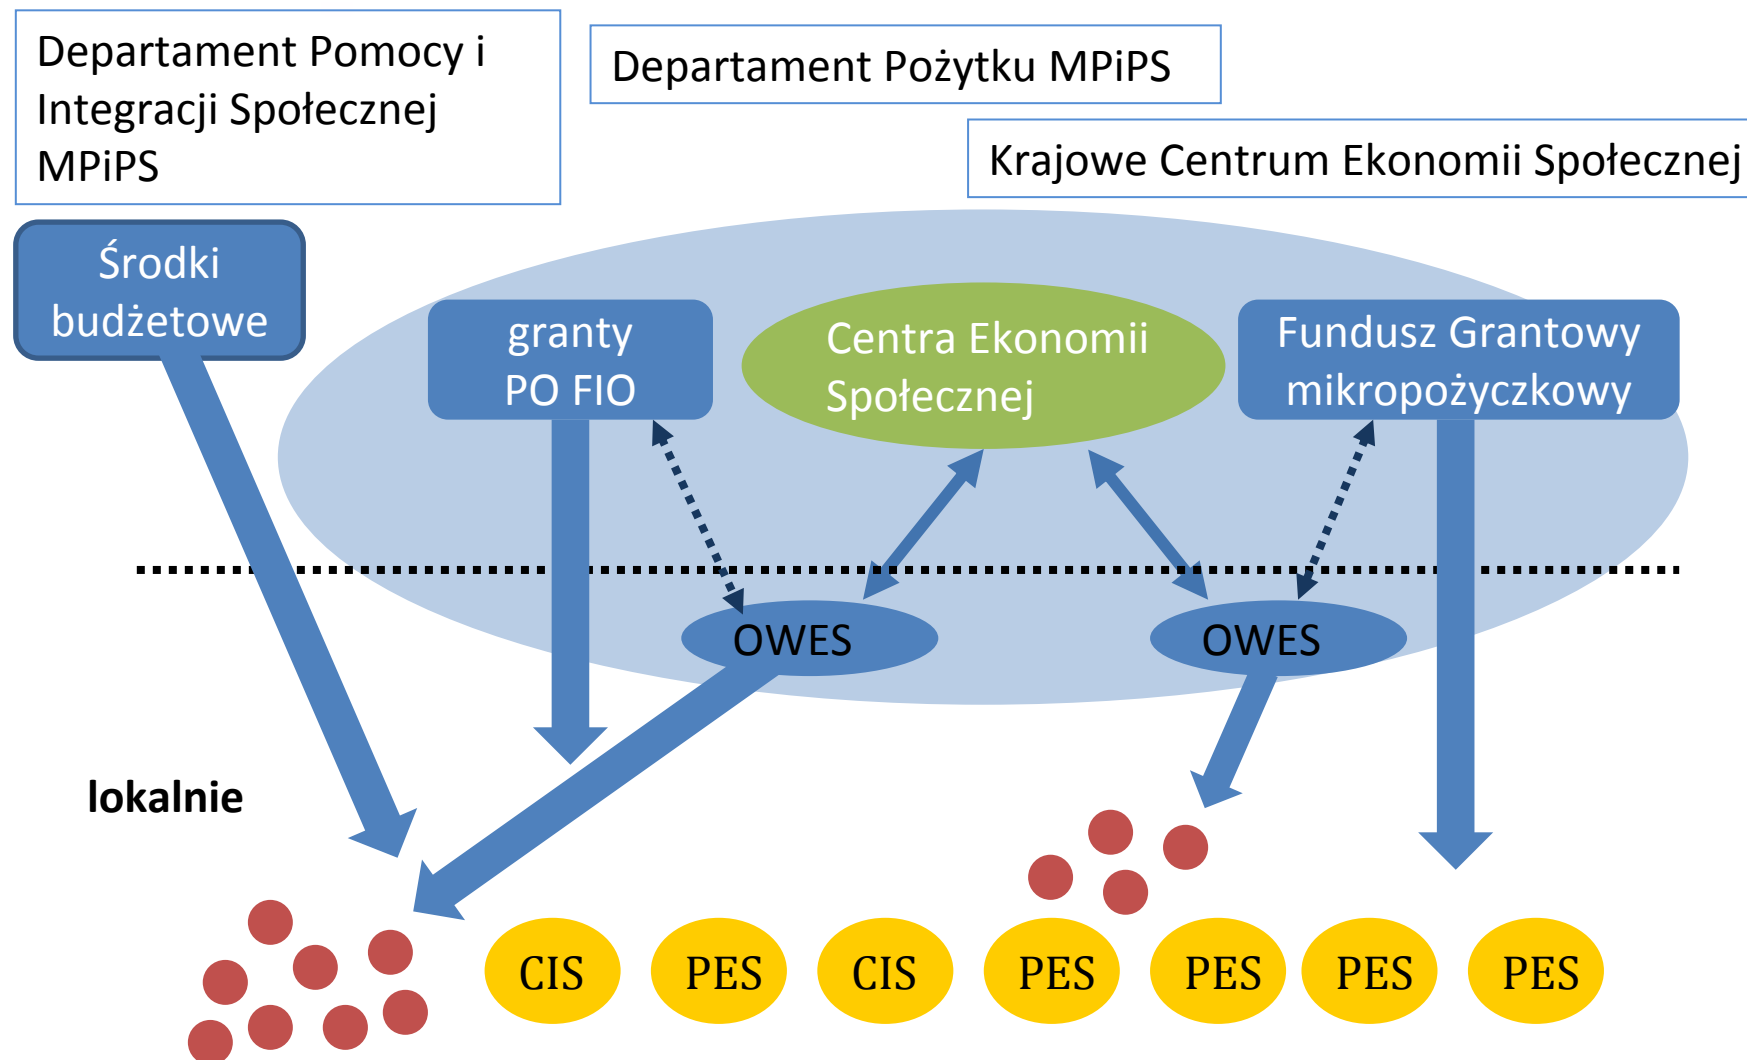 Departament Pomocy i
Integracji Społecznej
MPiPS
Departament Pożytku MPiPS
Krajowe Centrum Ekonomii Społecznej
Środki
budżetowe
granty
PO FIO
Centra Ekonomii
Społecznej
Fundusz Grantowy
mikropożyczkowy
OWES
OWES
lokalnie
CIS
PES
CIS
PES
PES
PES
PES